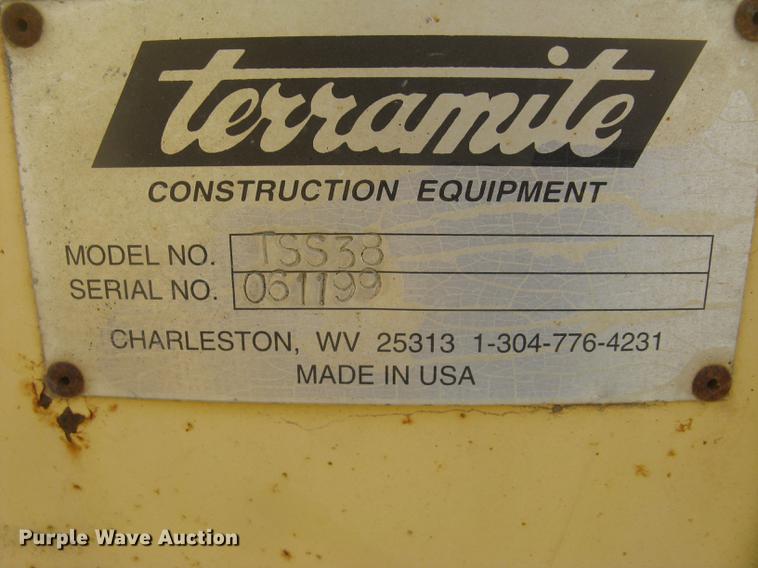 terramite
CONSTRUCTION EQUIPMENT
MODEL NO. TSS38
SERIAL NO. 061199
CHARLESTON, WV 25313 1-304-776-4231
MADE IN USA
Purple Wave Auction